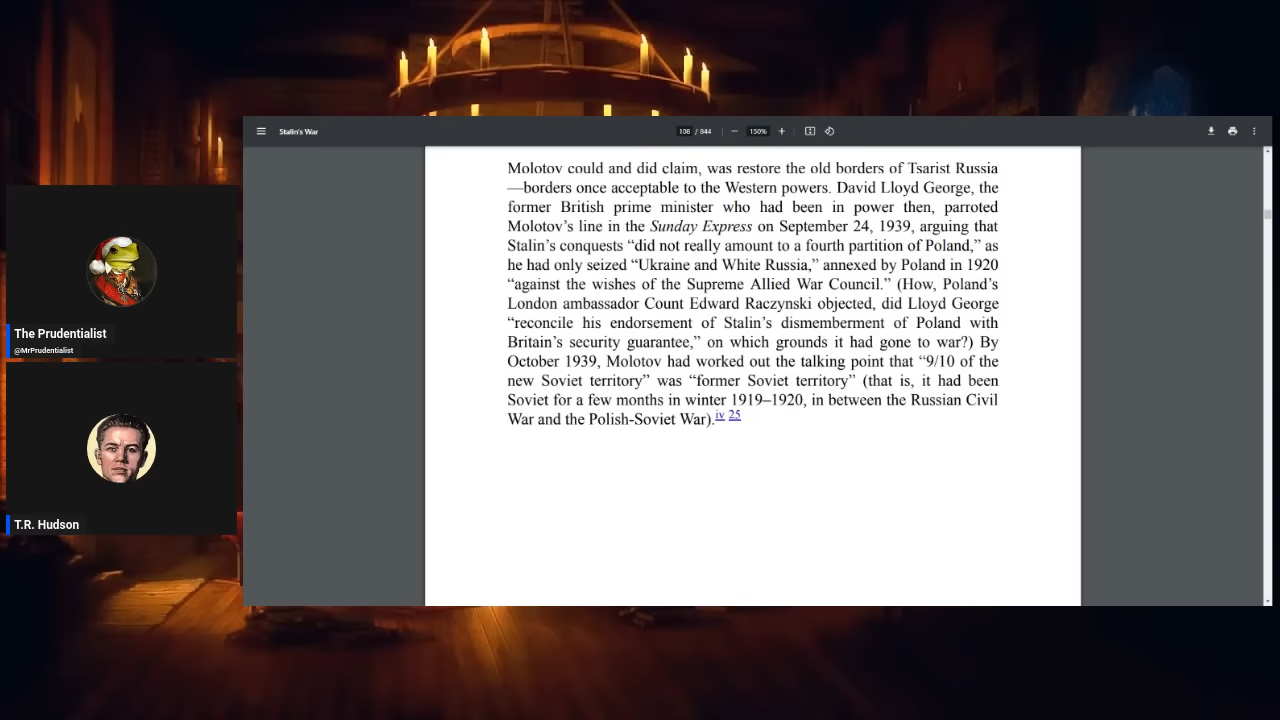 Stalin's War
108 / 844
150%
Molotov could and did claim, was restore the old borders of Tsarist Russia
—borders once acceptable to the Western powers. David Lloyd George, the
former British prime minister who had been in power then, parroted
Molotov's line in the Sunday Express on September 24, 1939, arguing that
Stalin's conquests “did not really amount to a fourth partition of Poland,” as
he had only seized “Ukraine and White Russia,” annexed by Poland in 1920
“against the wishes of the Supreme Allied War Council.” (How, Poland's
London ambassador Count Edward Raczynski objected, did Lloyd George
“reconcile his endorsement of Stalin's dismemberment of Poland with
Britain's security guarantee,” on which grounds it had gone to war?) By
October 1939, Molotov had worked out the talking point that “9/10 of the
new Soviet territory” was “former Soviet territory” (that is, it had been
Soviet for a few months in winter 1919–1920, in between the Russian Civil
War and the Polish-Soviet War).iv 25
The Prudentialist
@MrPrudentialist
T.R. Hudson